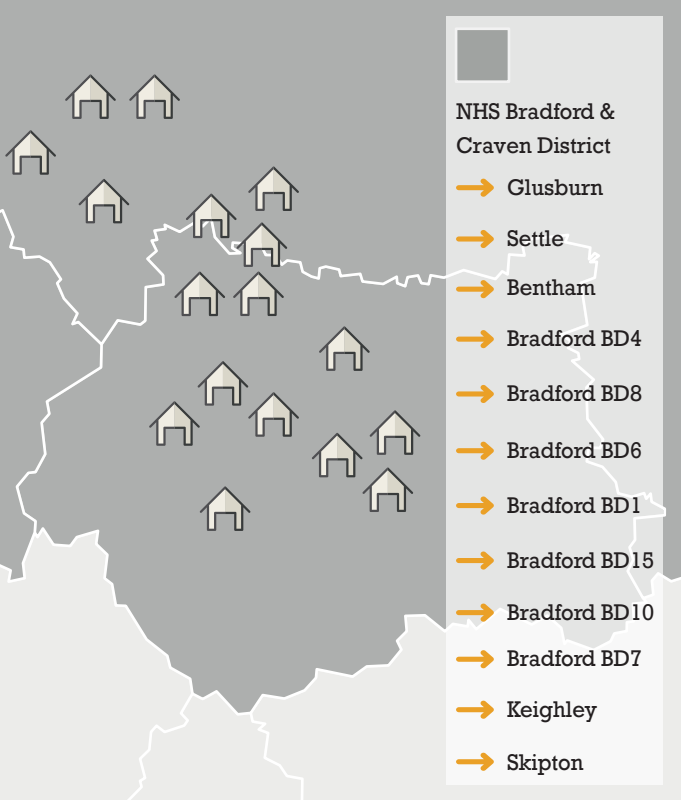 NHS Bradford &
Craven District
Glusburn
Settle
Bentham
Bradford BD4
Bradford BD8
Bradford BD6
Bradford BD1
Bradford BD15
Bradford BD10
Bradford BD7
Keighley
Skipton